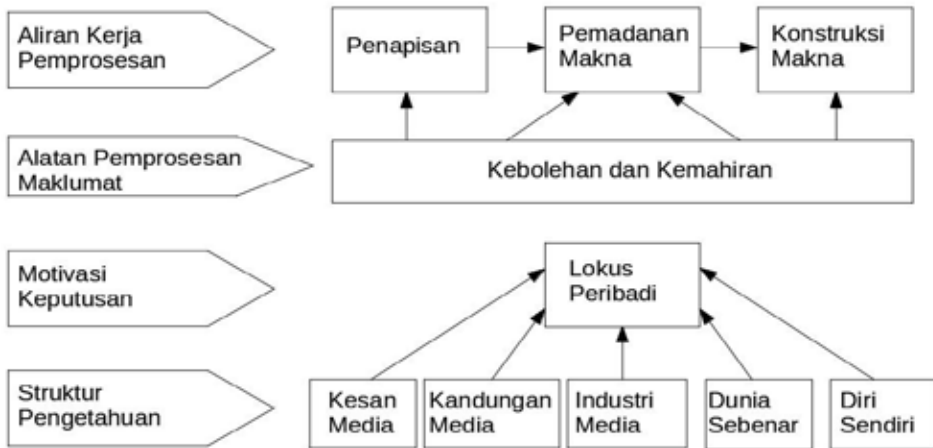 Aliran Kerja
Pemprosesan
Penapisan
Pemadanan
Makna
Konstruksi
Makna
Alatan Pemprosesan
Maklumat
Kebolehan dan Kemahiran
Motivasi
Keputusan
Lokus
Peribadi
Struktur
Pengetahuan
Kesan
Media
Kandungan
Media
Industri
Media
Dunia
Sebenar
Diri
Sendiri